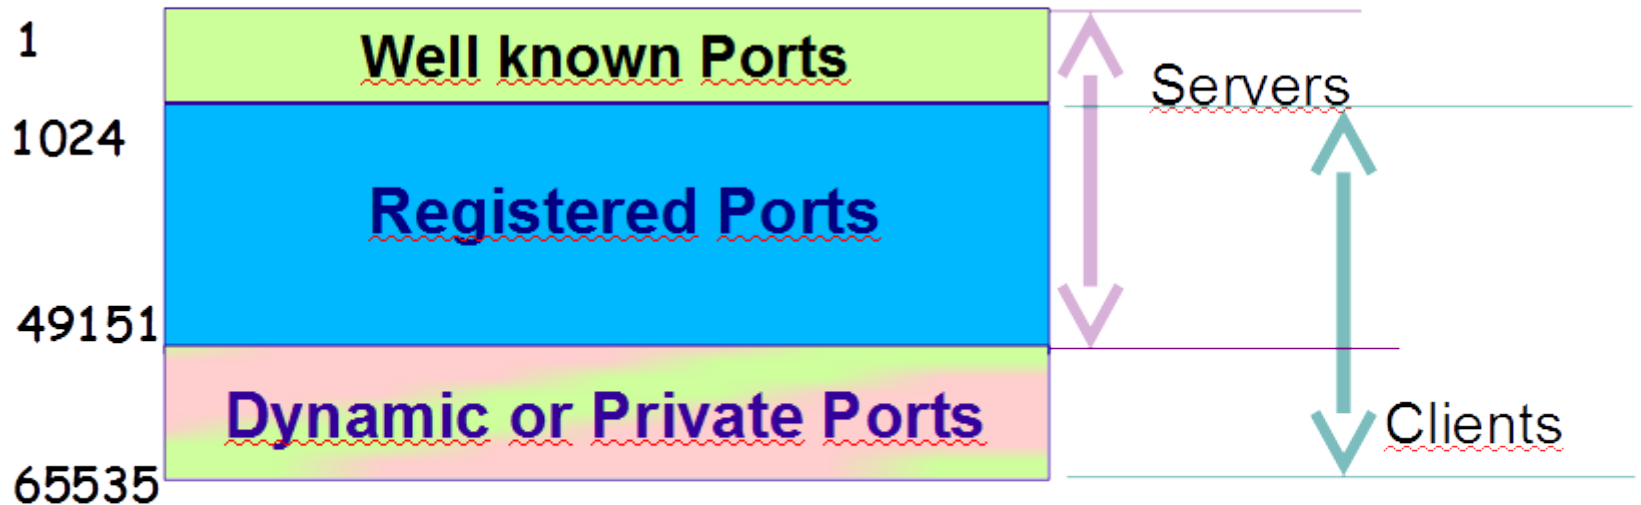 1
Well known Ports
Servers
1024
Registered Ports
49151
Dynamic or Private Ports
Clients
65535